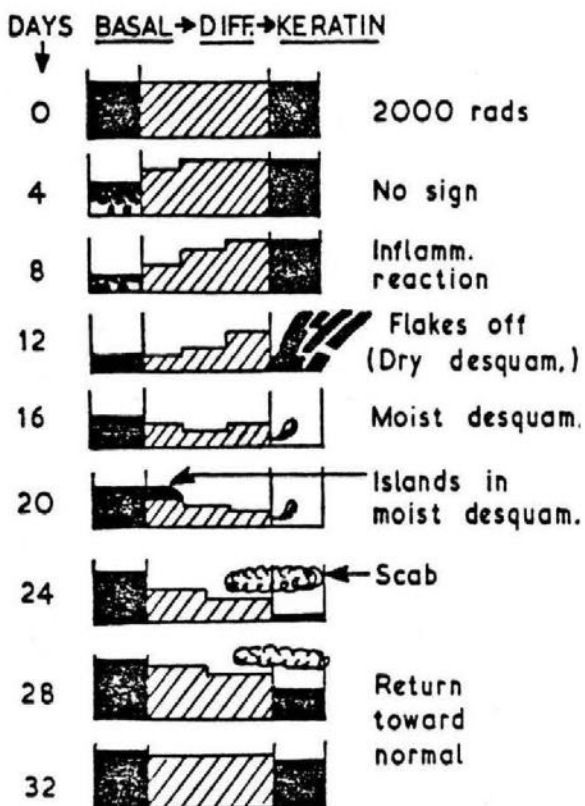 DAYS BASAL→DIFF.→KERATIN
0 2000 rads
4 No sign
8 Inflamm.
reaction
12 Flakes off
(Dry desquam.)
16 Moist desquam.
20 Islands in
moist desquam.
24 Scab
28 Return
toward
normal
32